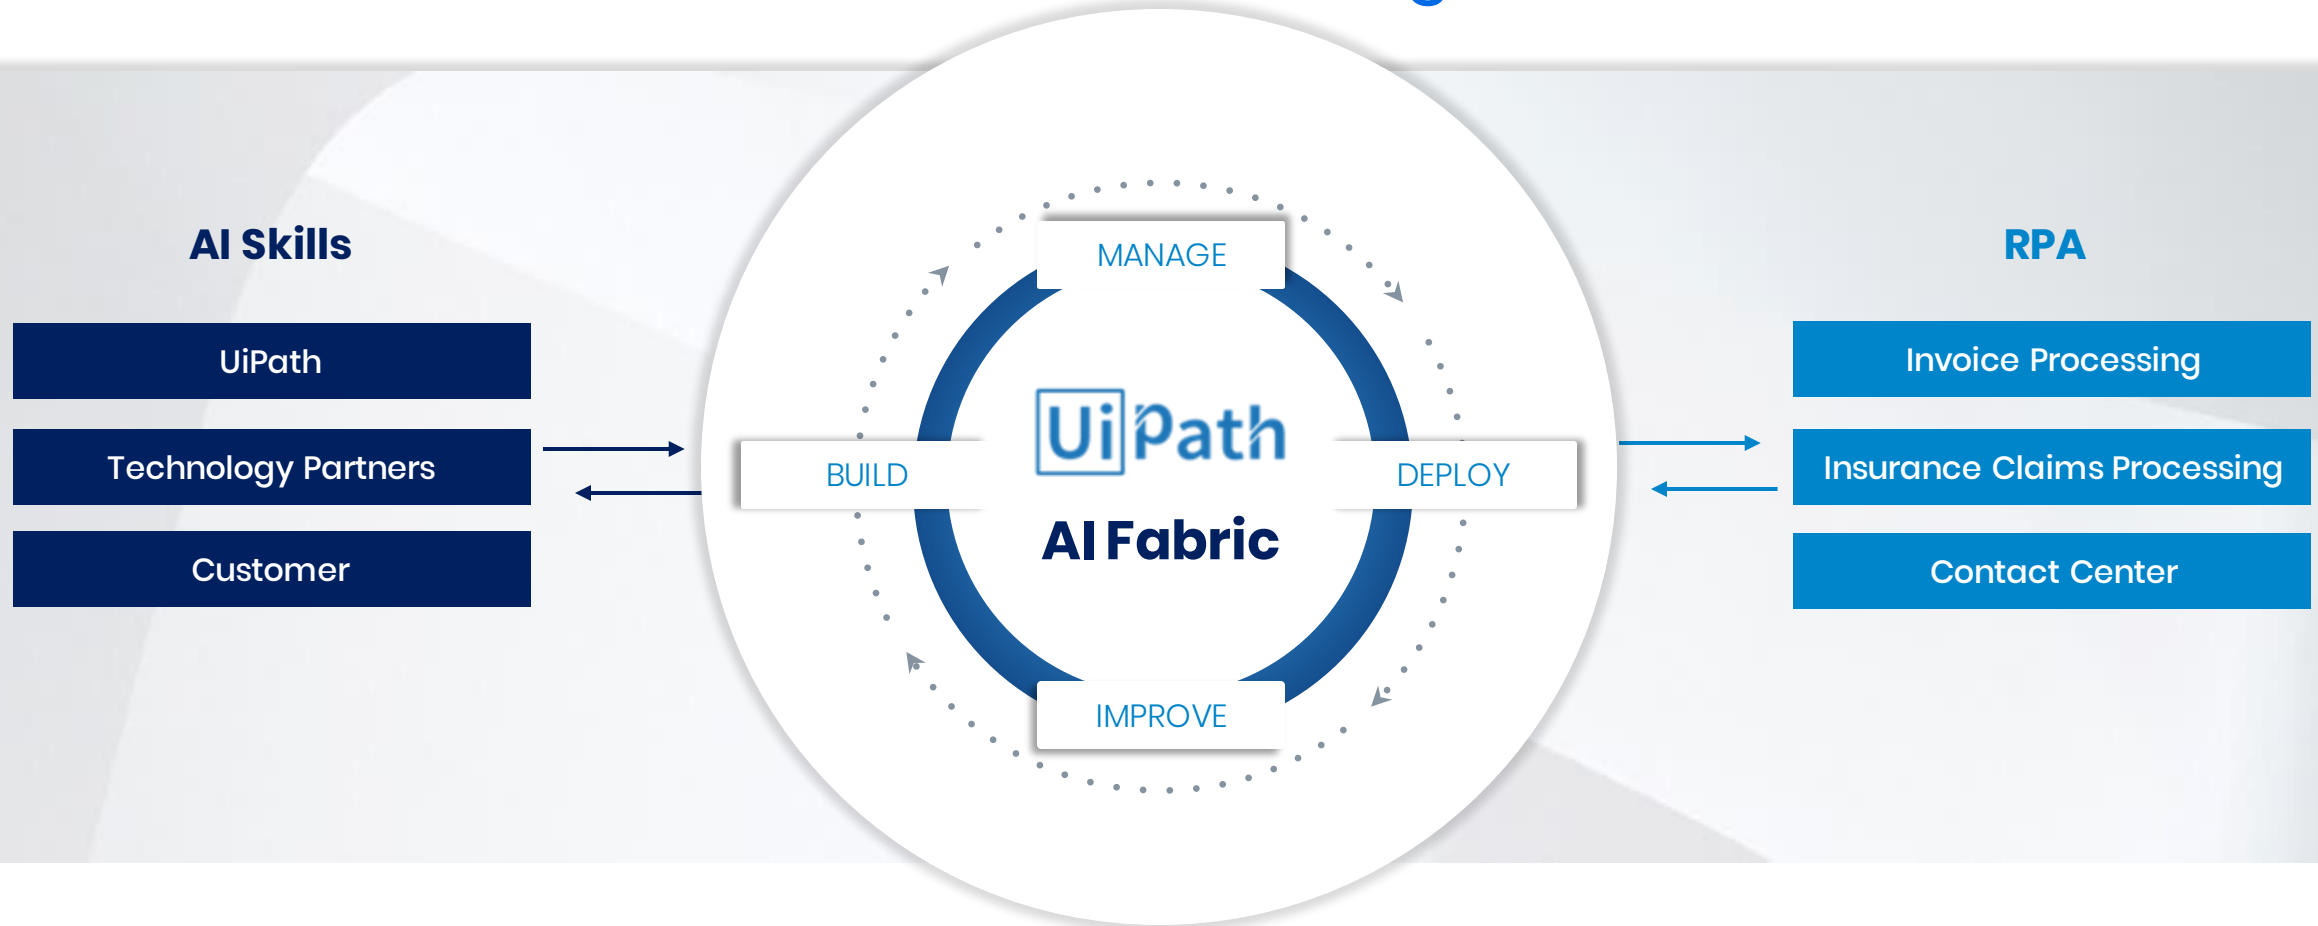 AI Skills
UiPath
Technology Partners
Customer
MANAGE
BUILD
UiPath
AI Fabric
DEPLOY
IMPROVE
RPA
Invoice Processing
Insurance Claims Processing
Contact Center